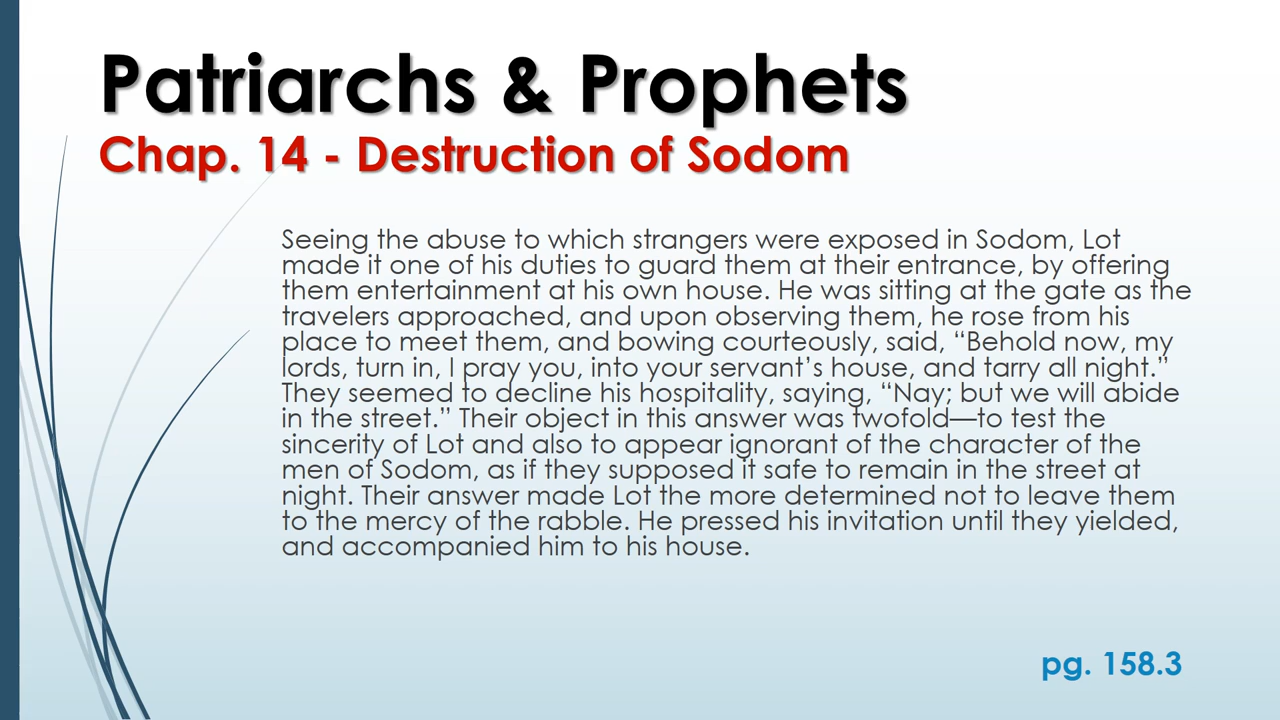 Patriarchs & Prophets
Chap. 14 - Destruction of Sodom
Seeing the abuse to which strangers were exposed in Sodom, Lot
made it one of his duties to guard them at their entrance, by offering
them entertainment at his own house. He was sitting at the gate as the
travelers approached, and upon observing them, he rose from his
place to meet them, and bowing courteously, said, “Behold now, my
lords, turn in, I pray you, into your servant’s house, and tarry all night.”
They seemed to decline his hospitality, saying, “Nay; but we will abide
in the street.” Their object in this answer was twofold—to test the
sincerity of Lot and also to appear ignorant of the character of the
men of Sodom, as if they supposed it safe to remain in the street at
night. Their answer made Lot the more determined not to leave them
to the mercy of the rabble. He pressed his invitation until they yielded,
and accompanied him to his house.
pg. 158.3